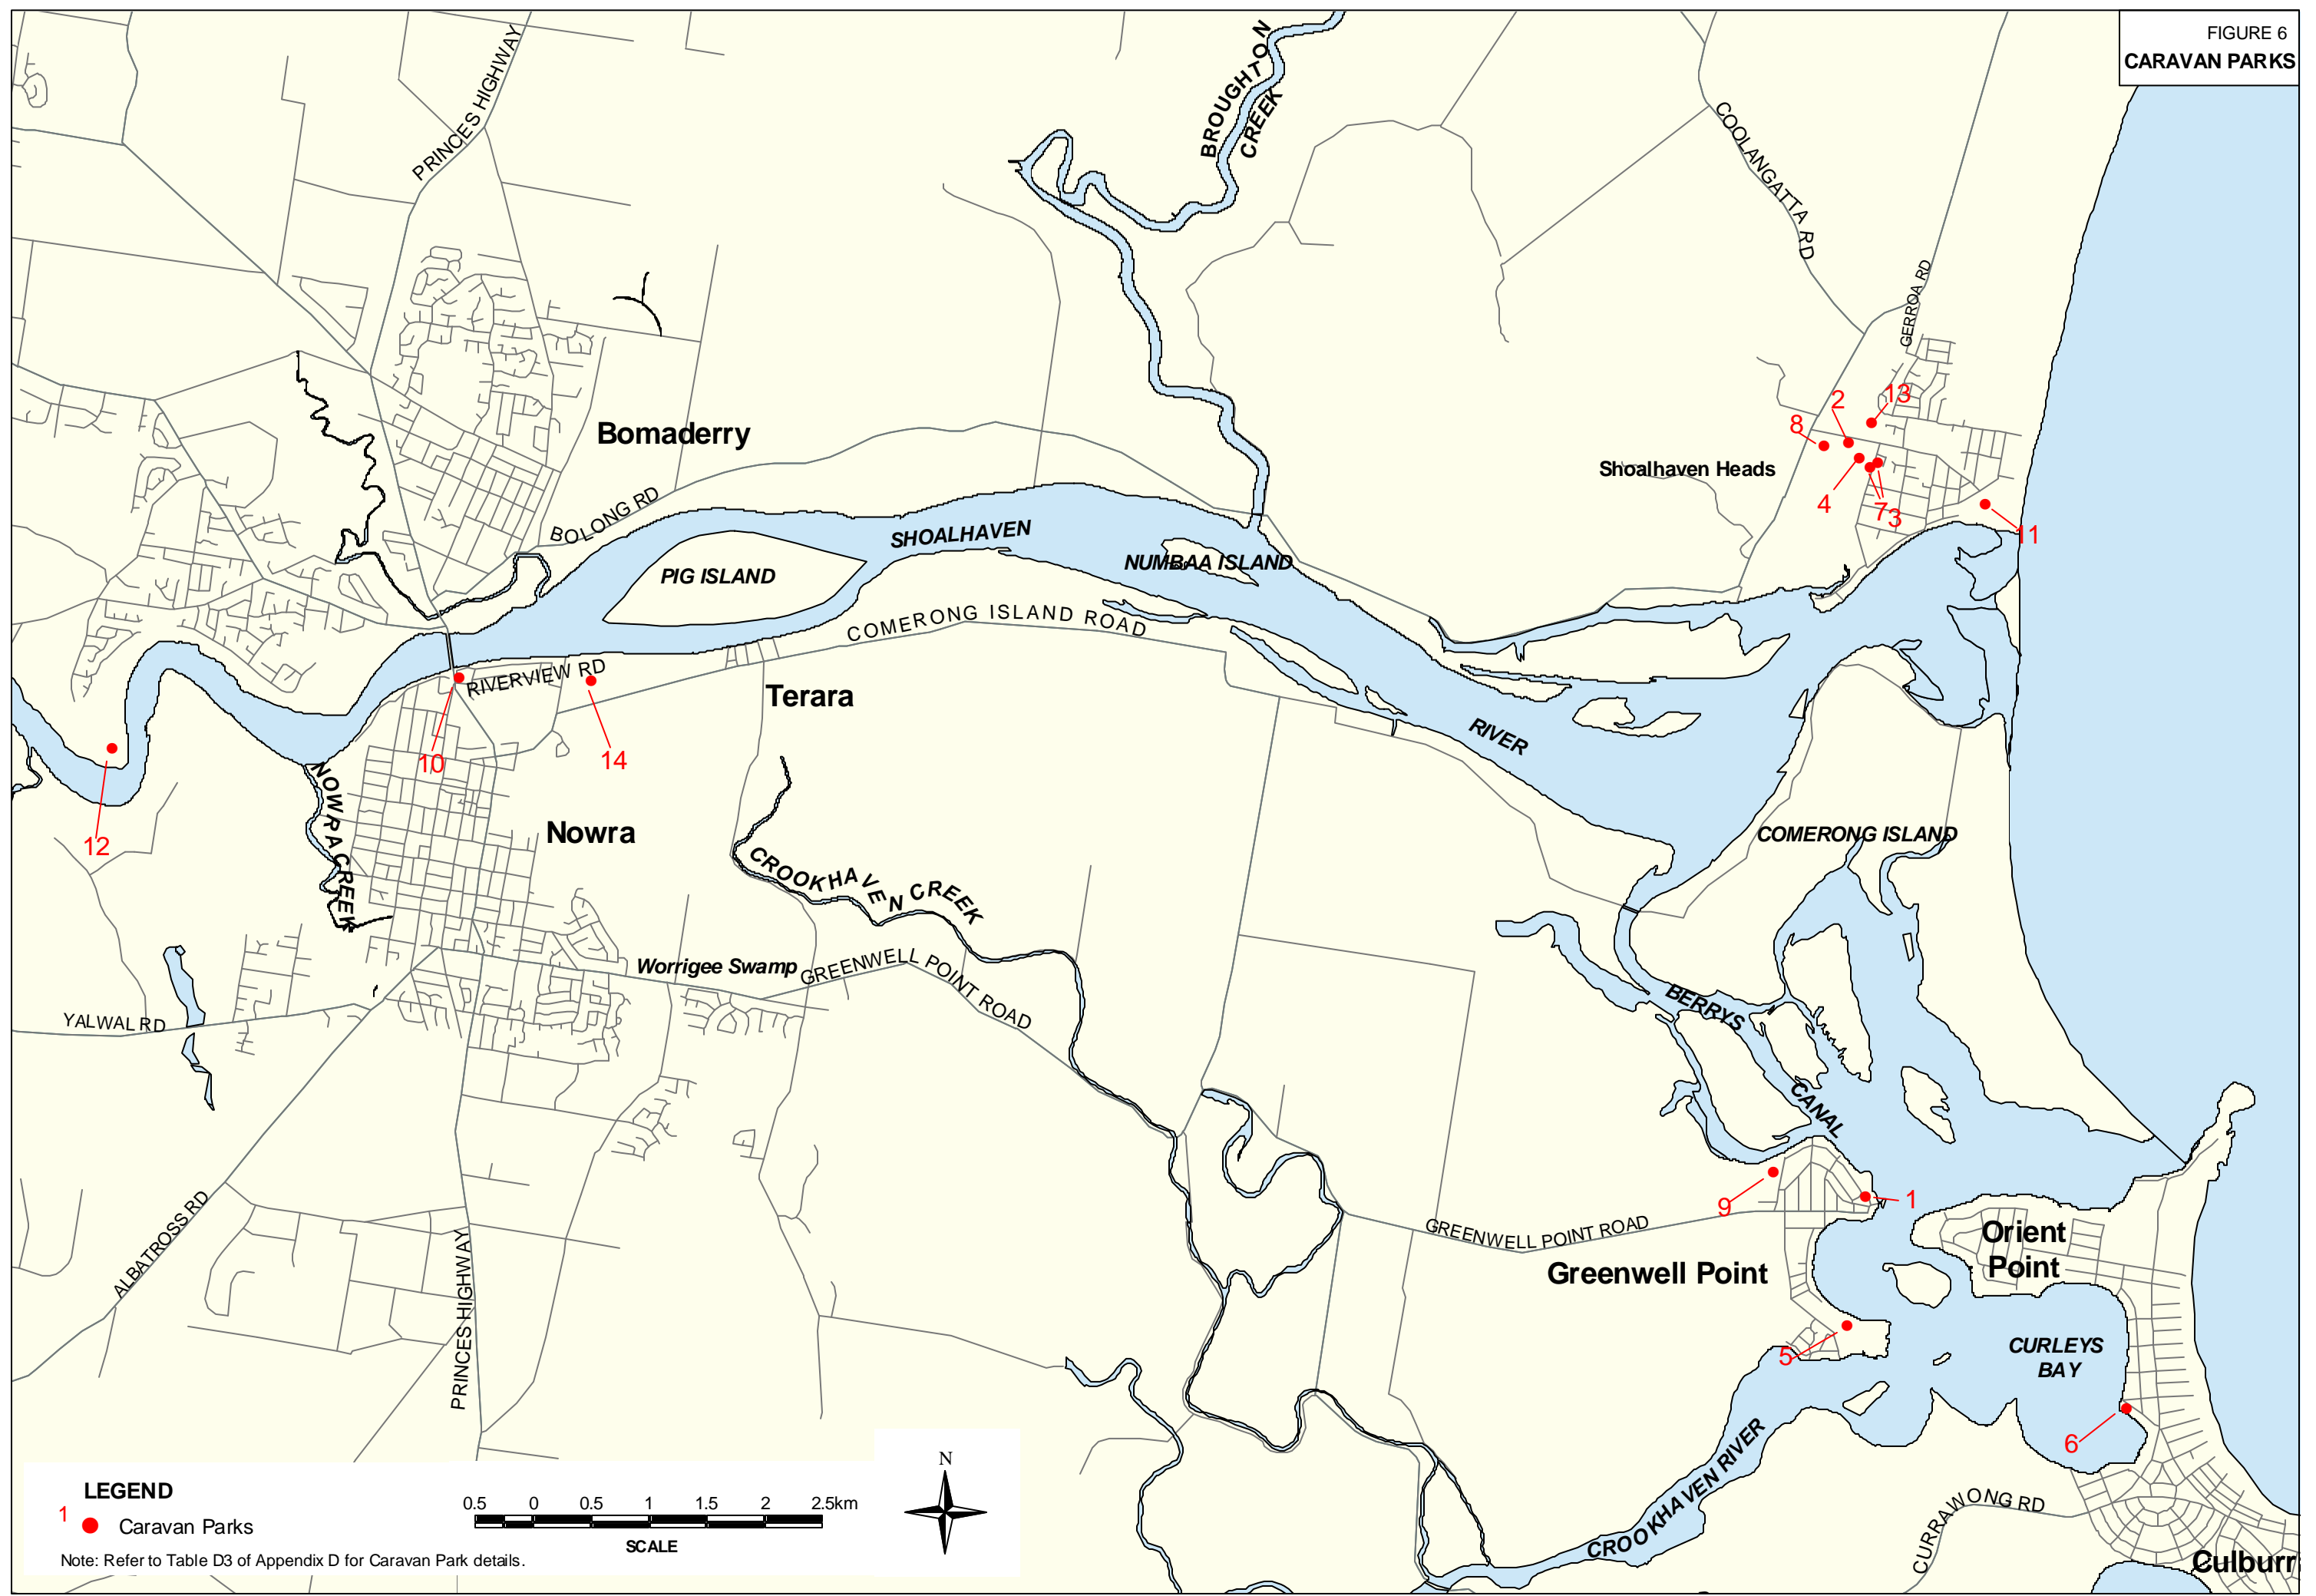 FIGURE 6
CARAVAN PARKS
PRINCES HIGHWAY
BROUGHTON
CREEK
COOLANGATTA RD
GERROA RD
13
2
8
Bomaderry
Shoalhaven Heads
4
7
3
11
BOLONG RD
SHOALHAVEN
NUMBAA ISLAND
PIG ISLAND
COMERONG ISLAND ROAD
RIVERVIEW RD
Terara
RIVER
10
14
12
NOWRA CREEK
Nowra
COMERONG ISLAND
CROOKHAVEN CREEK
Worrigee Swamp
GREENWELL POINT ROAD
BERRYS
CANAL
YALWAL RD
9
1
ALBATROSS RD
PRINCES HIGHWAY
GREENWELL POINT ROAD
Orient
Point
Greenwell Point
5
CURLEYS
BAY
6
CROOKHAVEN RIVER
CURRAWONG RD
Culburr
N
LEGEND
1
Caravan Parks
0.5 0 0.5 1 1.5 2 2.5km
SCALE
Note: Refer to Table D3 of Appendix D for Caravan Park details.